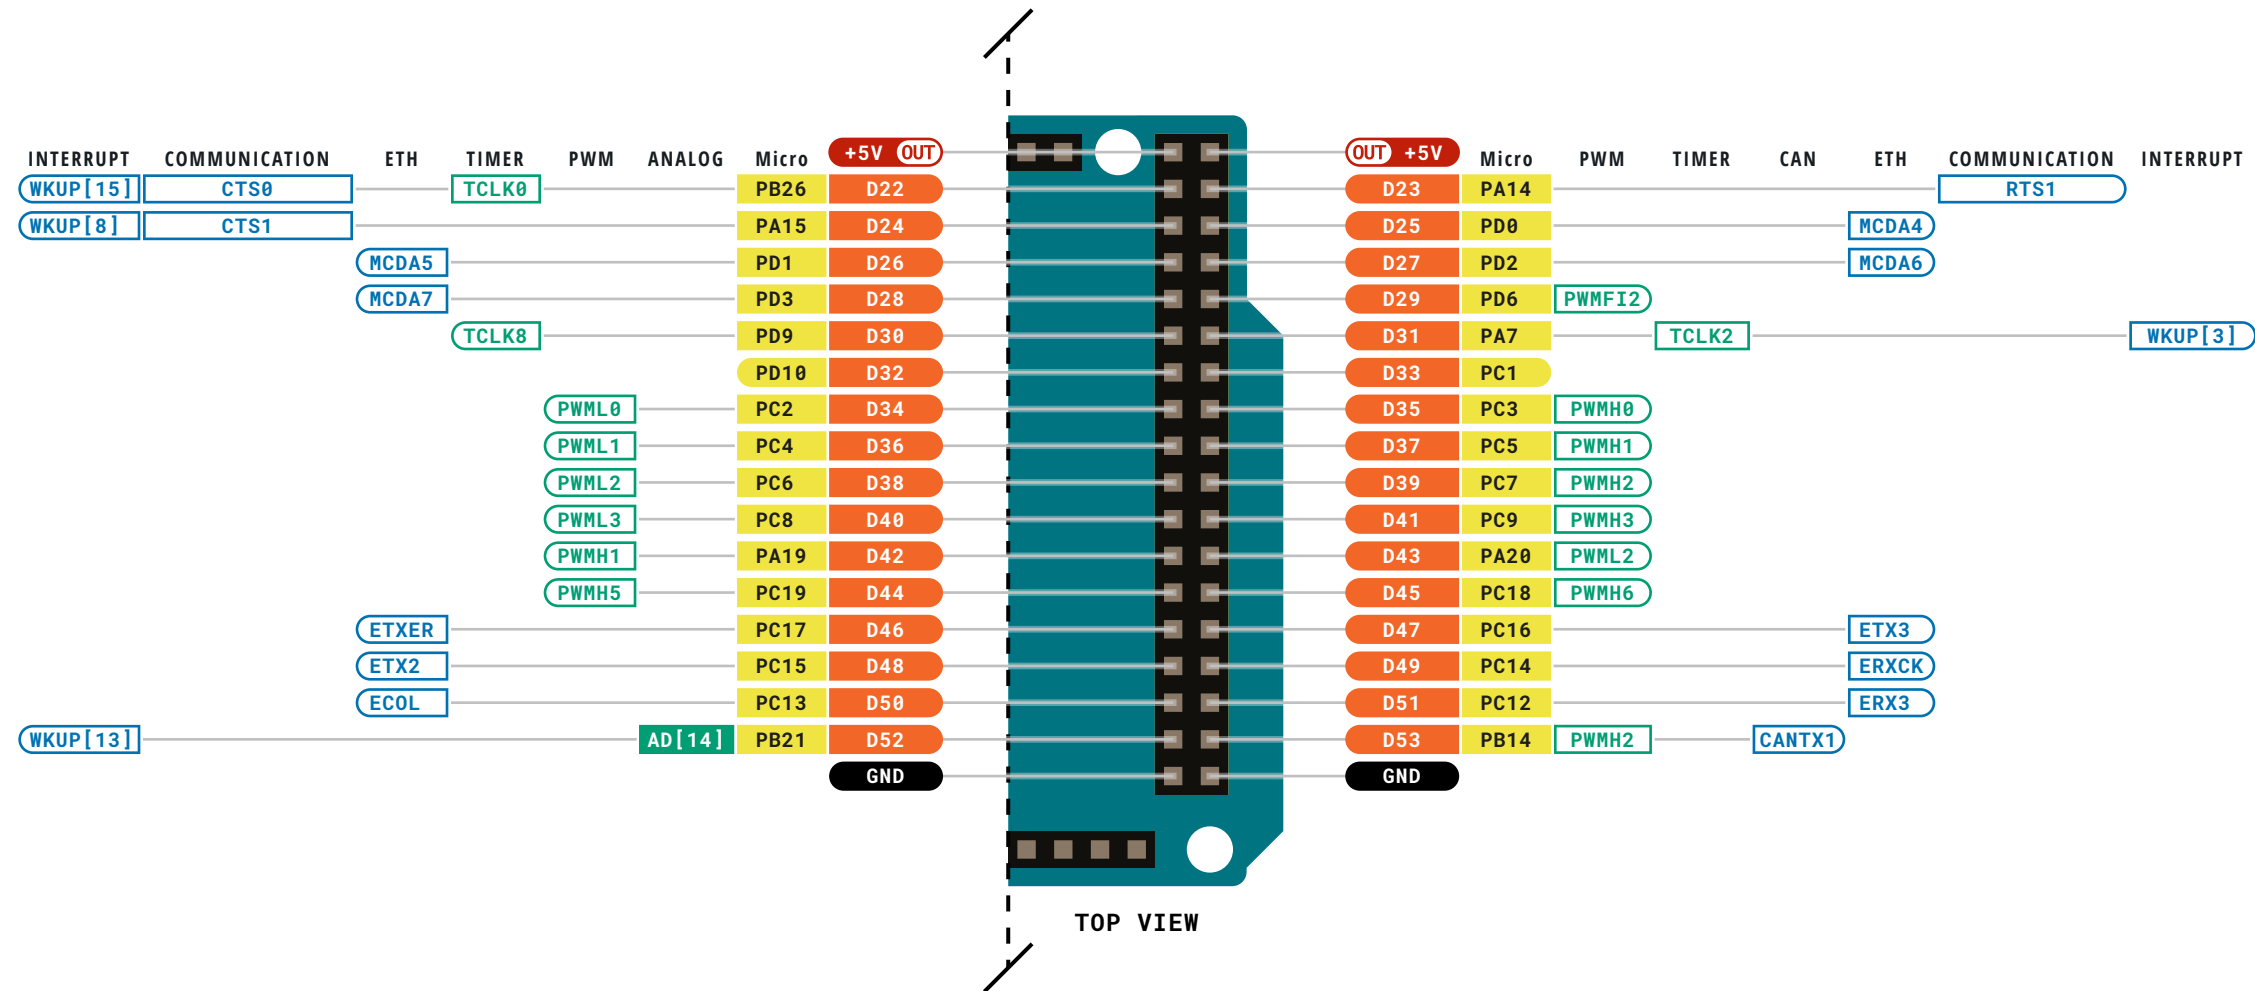 +5V OUT OUT +5V
INTERRUPT COMMUNICATION ETH TIMER PWM ANALOG Micro Micro PWM TIMER CAN ETH COMMUNICATION INTERRUPT
WKUP[15] CTS0 TCLK0 PB26 D22 D23 PA14 RTS1
WKUP[8] CTS1 PA15 D24 D25 PD0 MCDA4
MCDA5 PD1 D26 D27 PD2 MCDA6
MCDA7 PD3 D28 D29 PD6 PWMFI2
TCLK8 PD9 D30 D31 PA7 TCLK2 WKUP[3]
PD10 D32 D33 PC1
PWML0 PC2 D34 D35 PC3 PWMH0
PWML1 PC4 D36 D37 PC5 PWMH1
PWML2 PC6 D38 D39 PC7 PWMH2
PWML3 PC8 D40 D41 PC9 PWMH3
PWMH1 PA19 D42 D43 PA20 PWML2
PWMH5 PC19 D44 D45 PC18 PWMH6
ETXER PC17 D46 D47 PC16 ETX3
ETX2 PC15 D48 D49 PC14 ERXCK
ECOL PC13 D50 D51 PC12 ERX3
WKUP[13] AD[14] PB21 D52 D53 PB14 PWMH2 CANTX1
GND GND
TOP VIEW